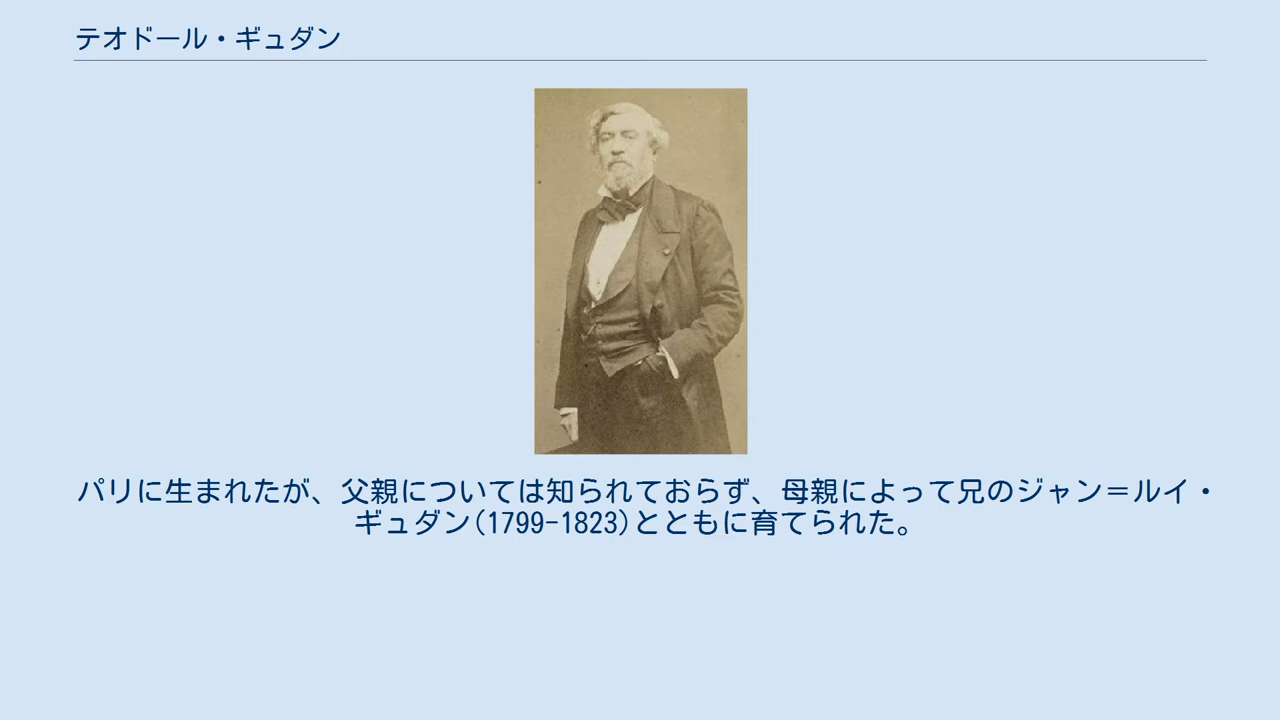 テオドール・ギュダン
パリに生まれたが、父親については知られておらず、母親によって兄のジャン＝ルイ・
ギュダン(1799-1823)とともに育てられた。